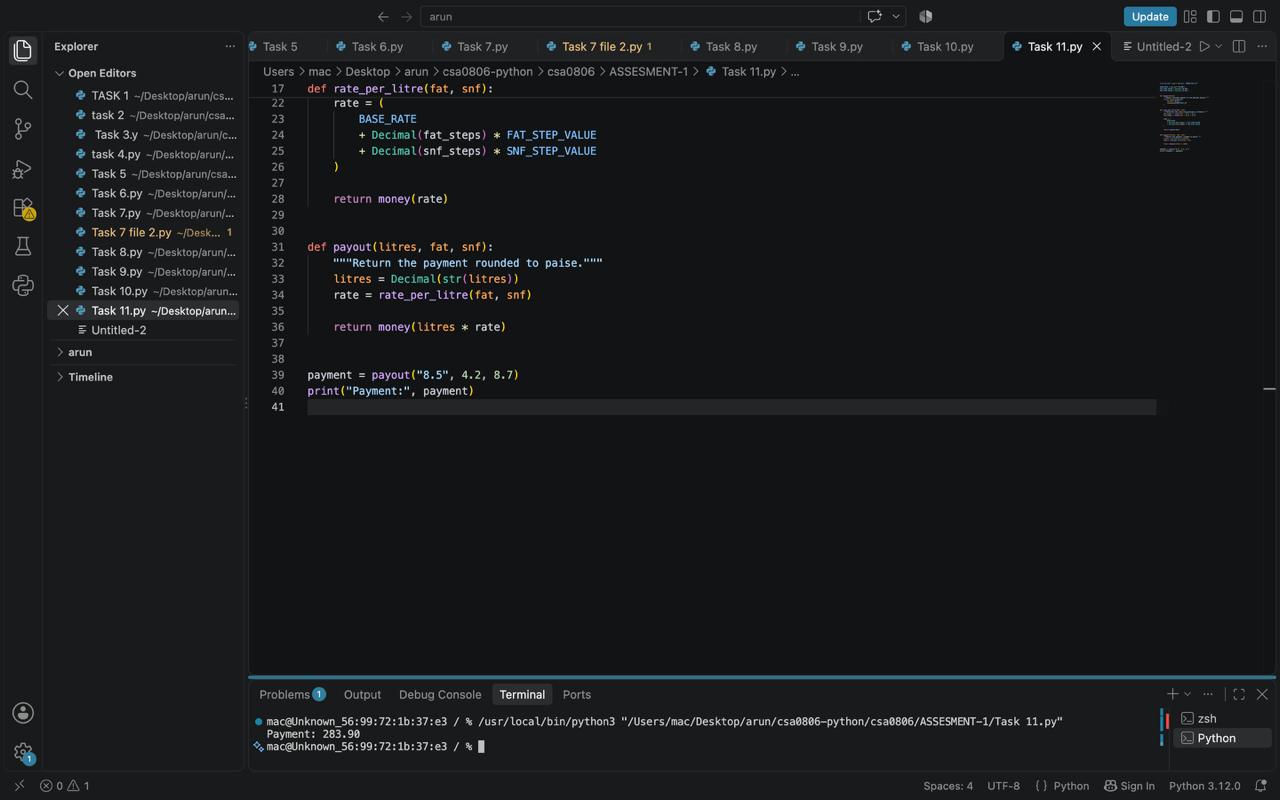 arun
Update
Explorer
Open Editors
TASK 1 ~/Desktop/arun/cs...
task 2 ~/Desktop/arun/csa...
Task 3.y ~/Desktop/arun/c...
task 4.py ~/Desktop/arun/...
Task 5 ~/Desktop/arun/csa...
Task 6.py ~/Desktop/arun/...
Task 7.py ~/Desktop/arun/...
Task 7 file 2.py ~/Desk... 1
Task 8.py ~/Desktop/arun/...
Task 9.py ~/Desktop/arun/...
Task 10.py ~/Desktop/arun...
Task 11.py ~/Desktop/arun...
Untitled-2
arun
Timeline
Task 5 Task 6.py Task 7.py Task 7 file 2.py 1 Task 8.py Task 9.py Task 10.py Task 11.py Untitled-2
Users > mac > Desktop > arun > csa0806-python > csa0806 > ASSESMENT-1 > Task 11.py > ...
17 def rate_per_litre(fat, snf):
22 rate = (
23 BASE_RATE
24 + Decimal(fat_steps) * FAT_STEP_VALUE
25 + Decimal(snf_steps) * SNF_STEP_VALUE
26 )
27
28 return money(rate)
29
30
31 def payout(litres, fat, snf):
32 """Return the payment rounded to paise."""
33 litres = Decimal(str(litres))
34 rate = rate_per_litre(fat, snf)
35
36 return money(litres * rate)
37
38
39 payment = payout("8.5", 4.2, 8.7)
40 print("Payment:", payment)
41
Problems 1 Output Debug Console Terminal Ports
mac@Unknown_56:99:72:1b:37:e3 / % /usr/local/bin/python3 "/Users/mac/Desktop/arun/csa0806-python/csa0806/ASSESMENT-1/Task 11.py"
Payment: 283.90
mac@Unknown_56:99:72:1b:37:e3 / %
zsh
Python
1
0 1 Spaces: 4 UTF-8 { } Python Sign In Python 3.12.0